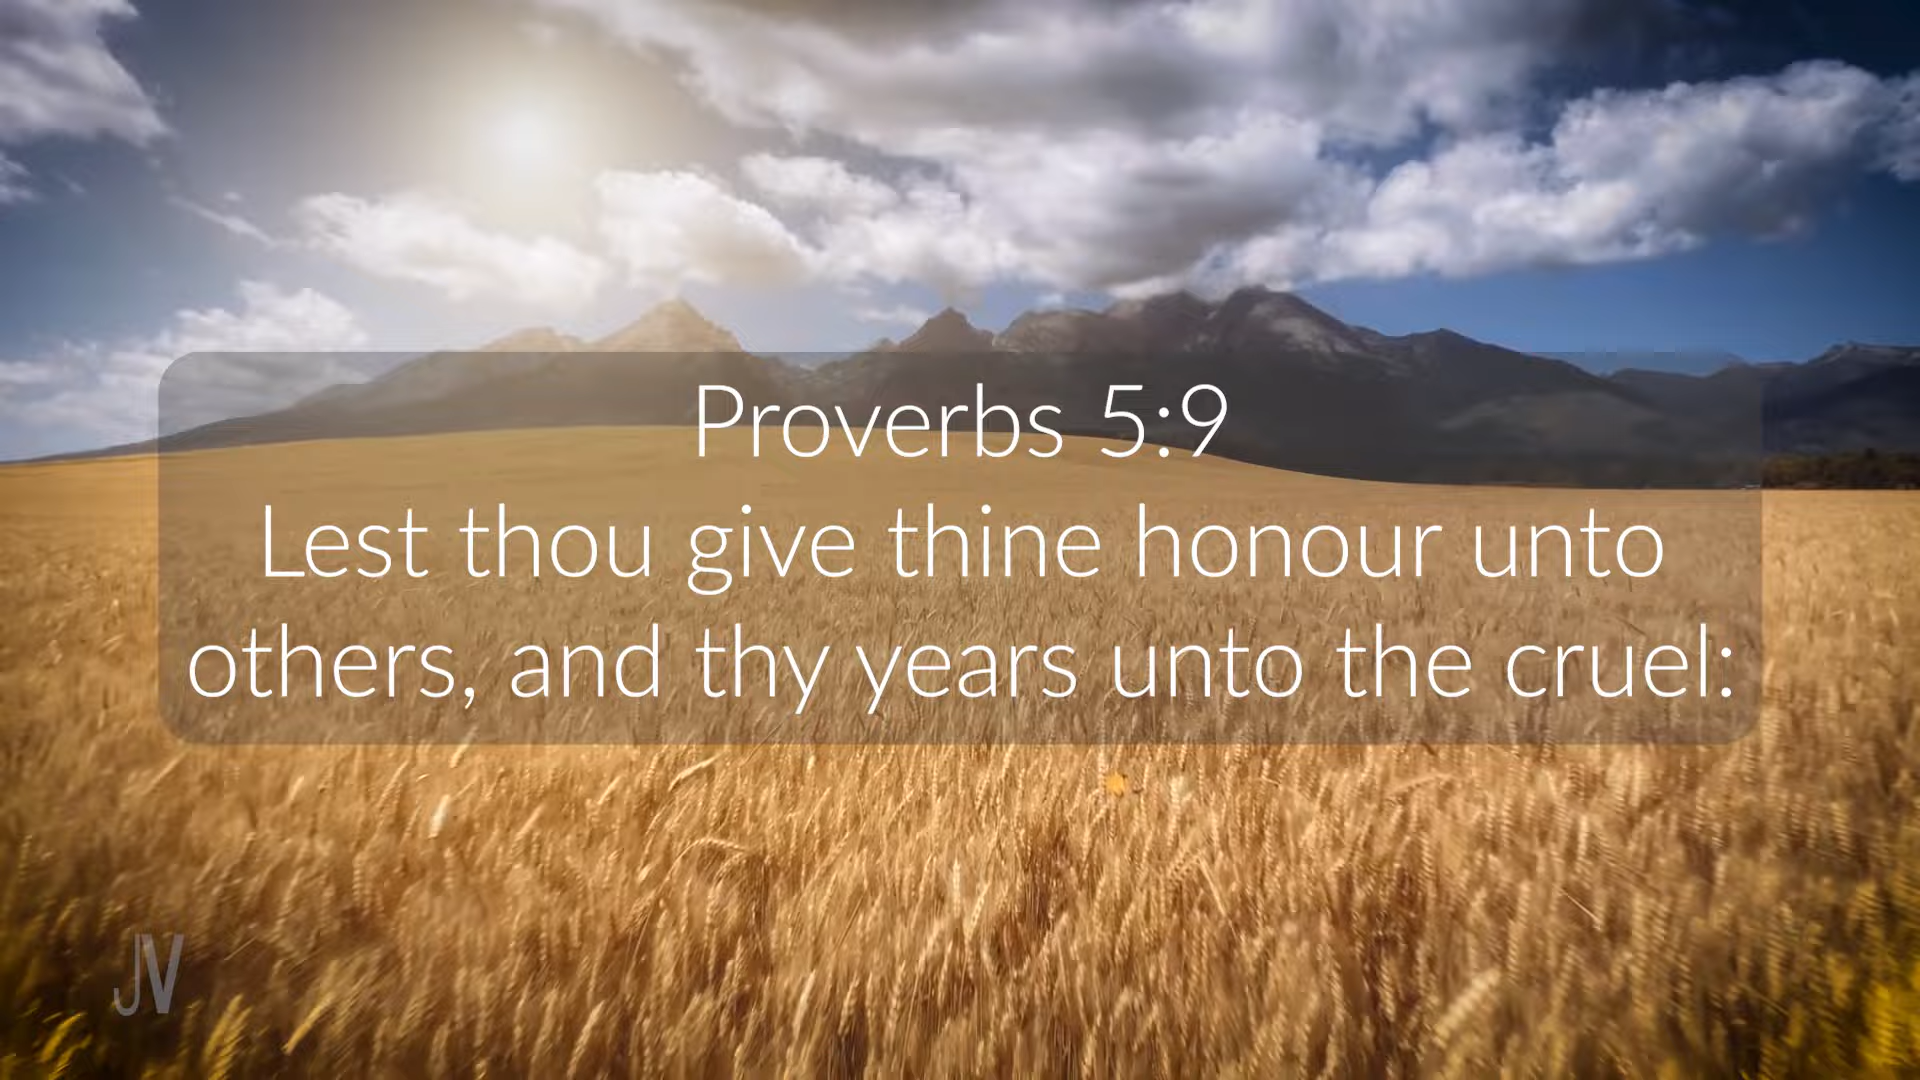 Proverbs 5:9
Lest thou give thine honour unto
others, and thy years unto the cruel:
JV